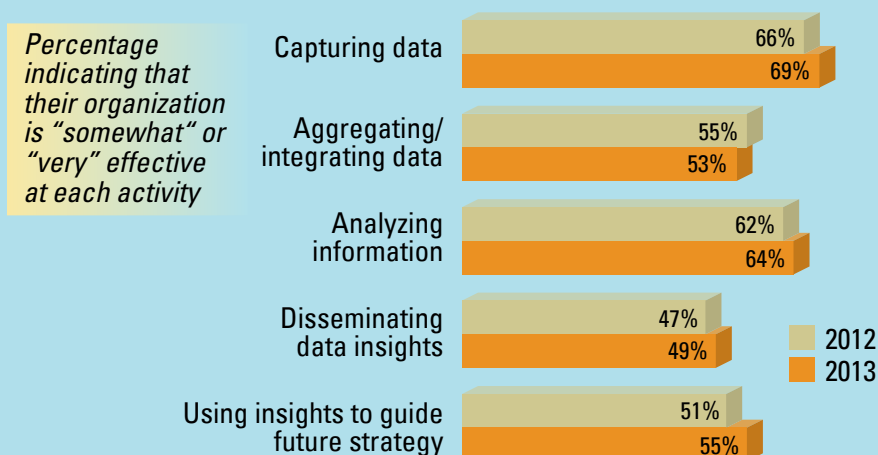 Percentage
indicating that
their organization
is “somewhat“ or
“very” effective
at each activity
Capturing data
66%
69%
Aggregating/
integrating data
55%
53%
Analyzing
information
62%
64%
Disseminating
data insights
47%
49%
Using insights to guide
future strategy
51%
55%
2012
2013